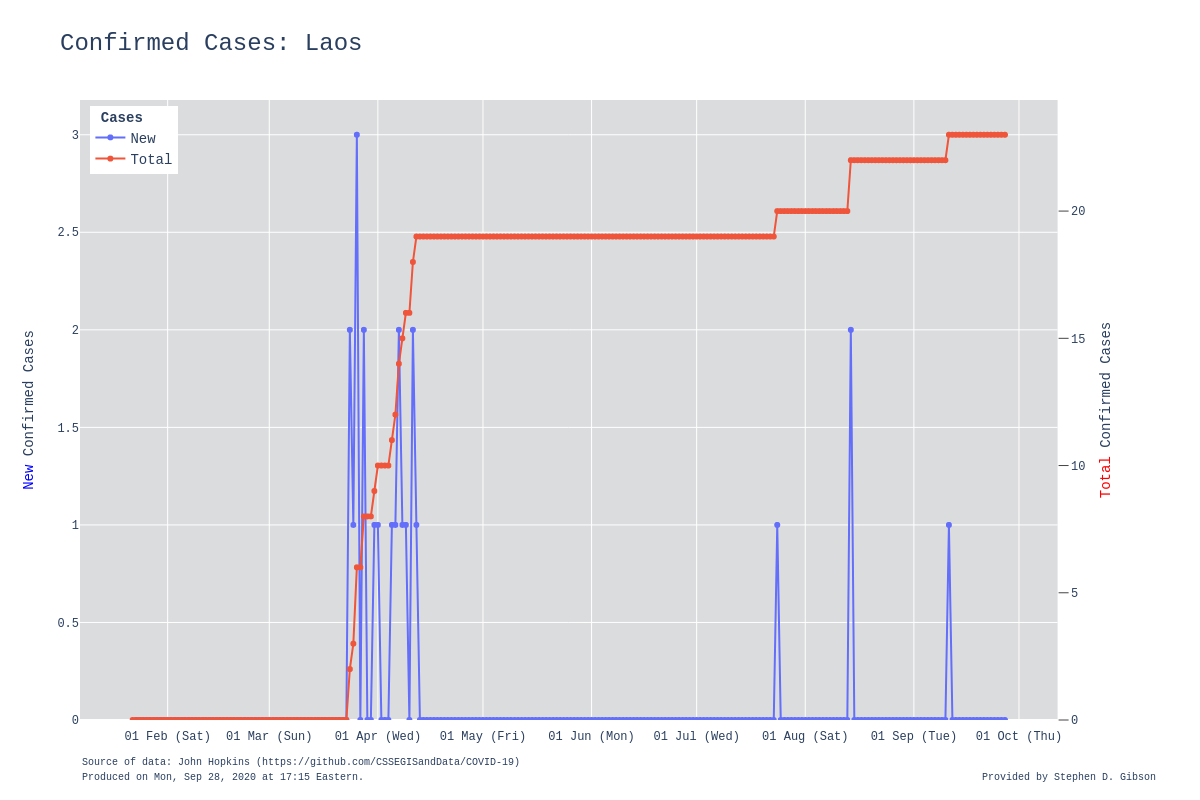 Confirmed Cases: Laos
Cases
New
Total
3
2.5
2
1.5
1
0.5
0
20
15
10
5
0
New Confirmed Cases
Total Confirmed Cases
01 Feb (Sat) 01 Mar (Sun) 01 Apr (Wed) 01 May (Fri) 01 Jun (Mon) 01 Jul (Wed) 01 Aug (Sat) 01 Sep (Tue) 01 Oct (Thu)
Source of data: John Hopkins (https://github.com/CSSEGISandData/COVID-19)
Produced on Mon, Sep 28, 2020 at 17:15 Eastern.
Provided by Stephen D. Gibson